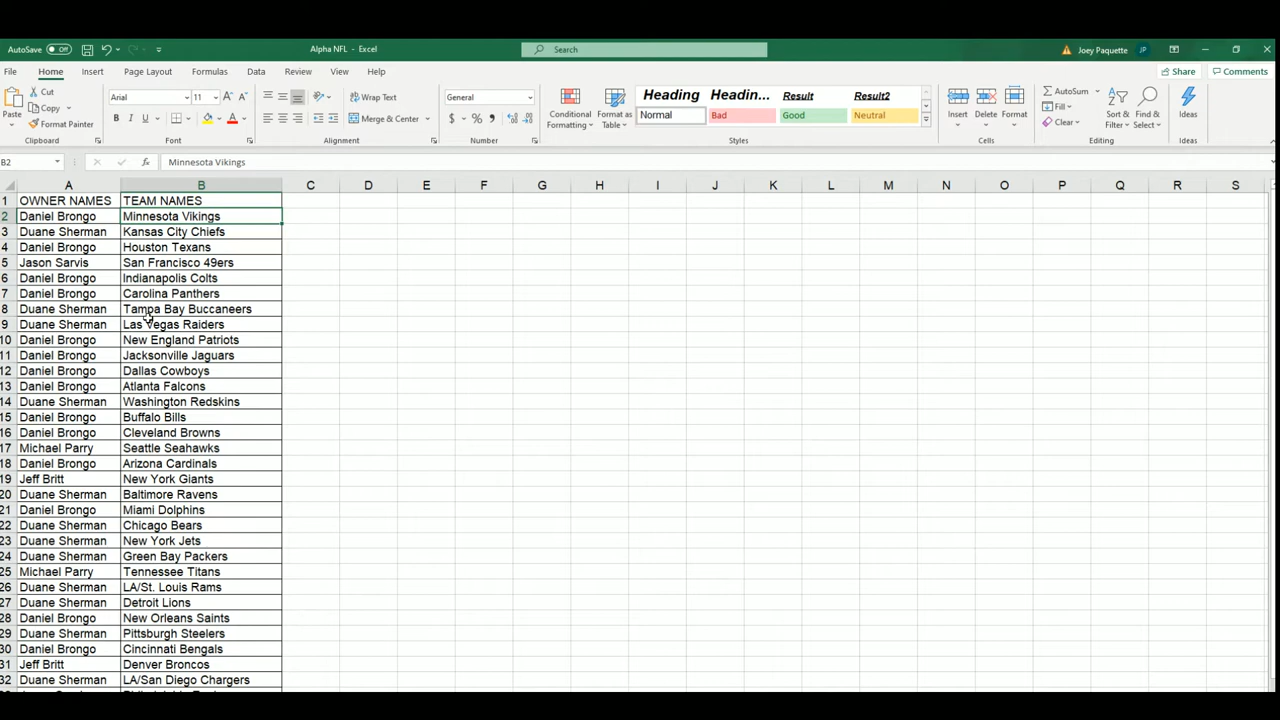 AutoSave Off Alpha NFL - Excel Search Joey Paquette JP
File Home Insert Page Layout Formulas Data Review View Help Share Comments
Paste Cut Copy Format Painter Clipboard
Arial 11 A A B I U A Font
Wrap Text Merge & Center Alignment
General $ % , Number
Conditional Formatting Format as Table Heading Headin... Result Result2 Normal Bad Good Neutral Styles
Insert Delete Format Cells
AutoSum Fill Clear Sort & Filter Find & Select Editing
Ideas Ideas
B2 fx Minnesota Vikings
A B C D E F G H I J K L M N O P Q R S
1 OWNER NAMES TEAM NAMES
2 Daniel Brongo Minnesota Vikings
3 Duane Sherman Kansas City Chiefs
4 Daniel Brongo Houston Texans
5 Jason Sarvis San Francisco 49ers
6 Daniel Brongo Indianapolis Colts
7 Daniel Brongo Carolina Panthers
8 Duane Sherman Tampa Bay Buccaneers
9 Duane Sherman Las Vegas Raiders
10 Daniel Brongo New England Patriots
11 Daniel Brongo Jacksonville Jaguars
12 Daniel Brongo Dallas Cowboys
13 Daniel Brongo Atlanta Falcons
14 Duane Sherman Washington Redskins
15 Daniel Brongo Buffalo Bills
16 Daniel Brongo Cleveland Browns
17 Michael Parry Seattle Seahawks
18 Daniel Brongo Arizona Cardinals
19 Jeff Britt New York Giants
20 Duane Sherman Baltimore Ravens
21 Daniel Brongo Miami Dolphins
22 Duane Sherman Chicago Bears
23 Duane Sherman New York Jets
24 Duane Sherman Green Bay Packers
25 Michael Parry Tennessee Titans
26 Duane Sherman LA/St. Louis Rams
27 Duane Sherman Detroit Lions
28 Daniel Brongo New Orleans Saints
29 Duane Sherman Pittsburgh Steelers
30 Daniel Brongo Cincinnati Bengals
31 Jeff Britt Denver Broncos
32 Duane Sherman LA/San Diego Chargers